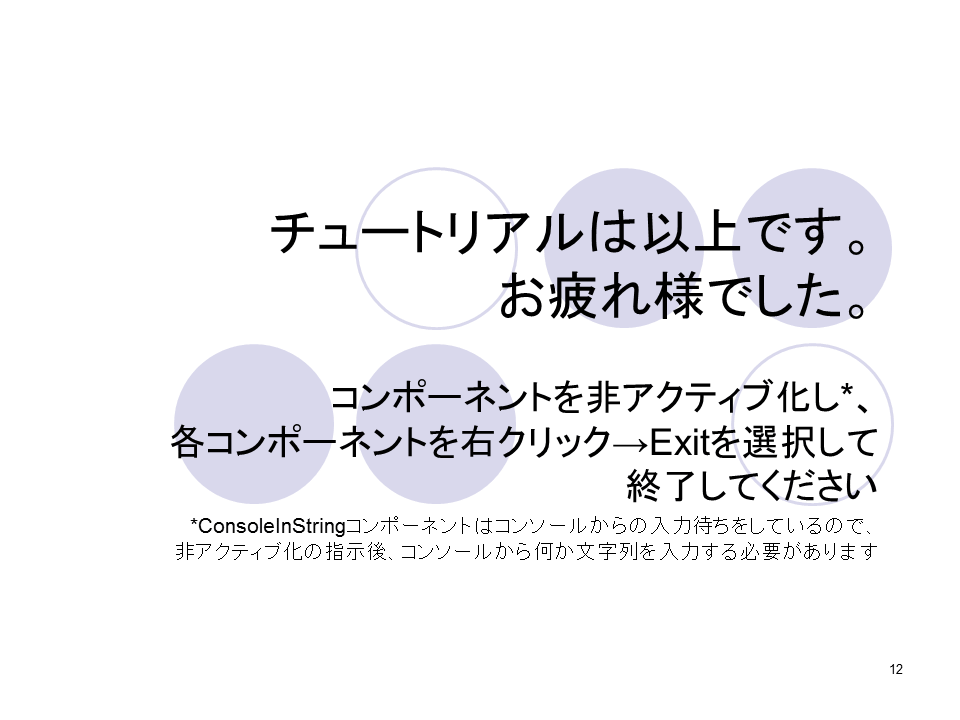 チュートリアルは以上です。
お疲れ様でした。
コンポーネントを非アクティブ化し*、
各コンポーネントを右クリック→Exitを選択して
終了してください
*ConsoleInStringコンポーネントはコンソールからの入力待ちをしているので、
非アクティブ化の指示後、コンソールから何か文字列を入力する必要があります
12